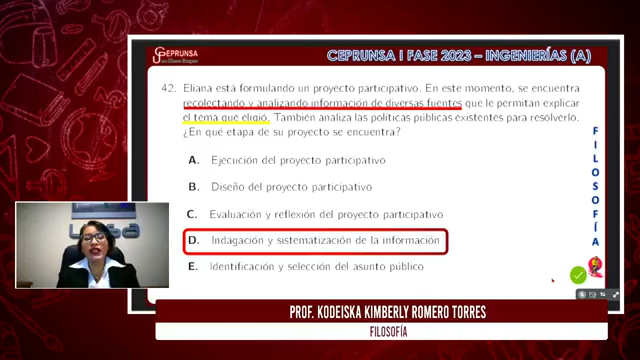 CEPRUNSA
CEPRUNSA I FASE 2023 – INGENIERÍAS (A)
42. Eliana está formulando un proyecto participativo. En este momento, se encuentra
recolectando y analizando información de diversas fuentes que le permitan explicar
el tema que eligió. También analiza las políticas públicas existentes para resolverlo.
¿En qué etapa de su proyecto se encuentra?
A. Ejecución del proyecto participativo
B. Diseño del proyecto participativo
C. Evaluación y reflexión del proyecto participativo
D. Indagación y sistematización de la información
E. Identificación y selección del asunto público
FILOSOFÍA
PROF. KODEISKA KIMBERLY ROMERO TORRES
FILOSOFÍA